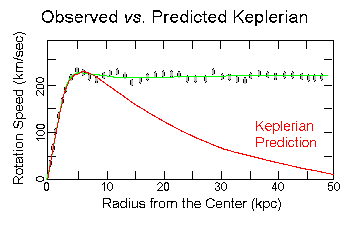 Observed vs. Predicted Keplerian
Rotation Speed (km/sec)
200
100
0
Keplerian
Prediction
0 10 20 30 40 50
Radius from the Center (kpc)